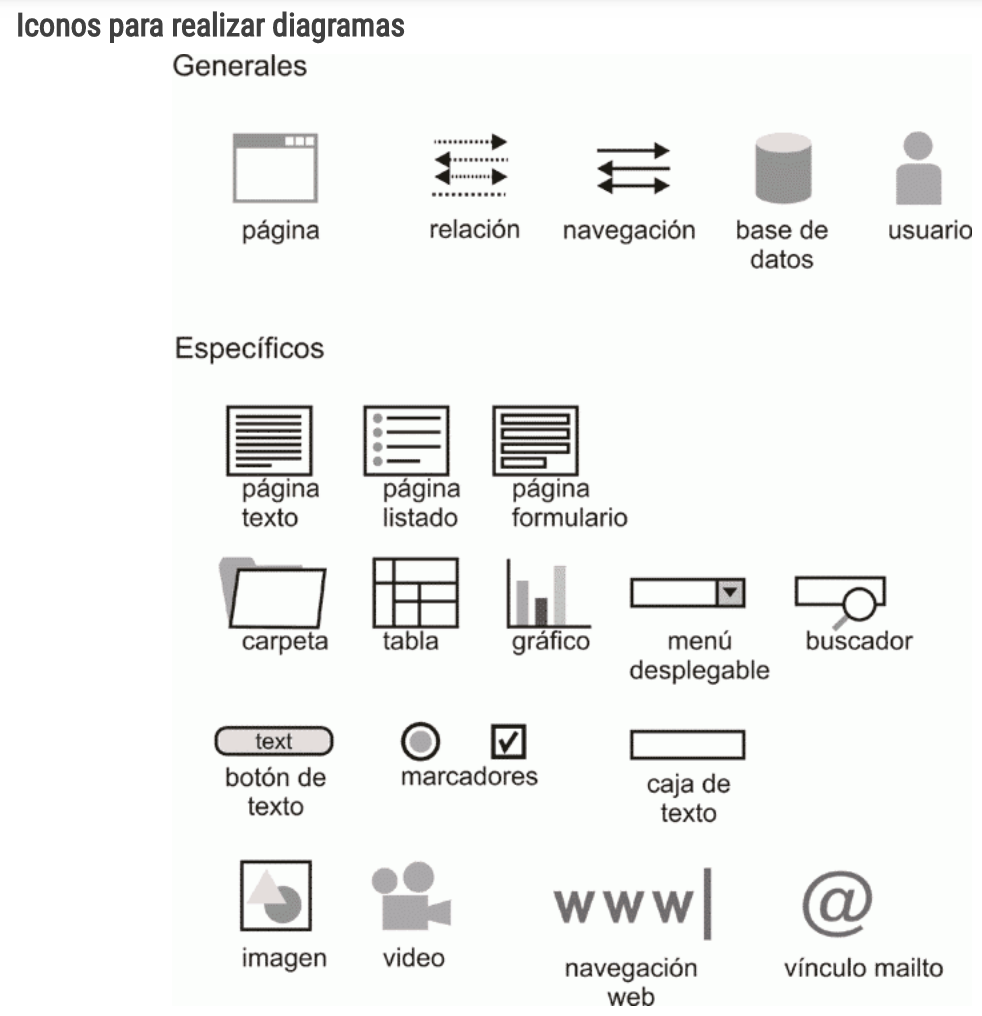 Iconos para realizar diagramas
Generales
página
relación
navegación
base de
datos
usuario
Específicos
página
texto
página
listado
página
formulario
carpeta
tabla
gráfico
menú
desplegable
buscador
text
botón de
texto
marcadores
caja de
texto
imagen
video
www
navegación
web
@
vínculo mailto